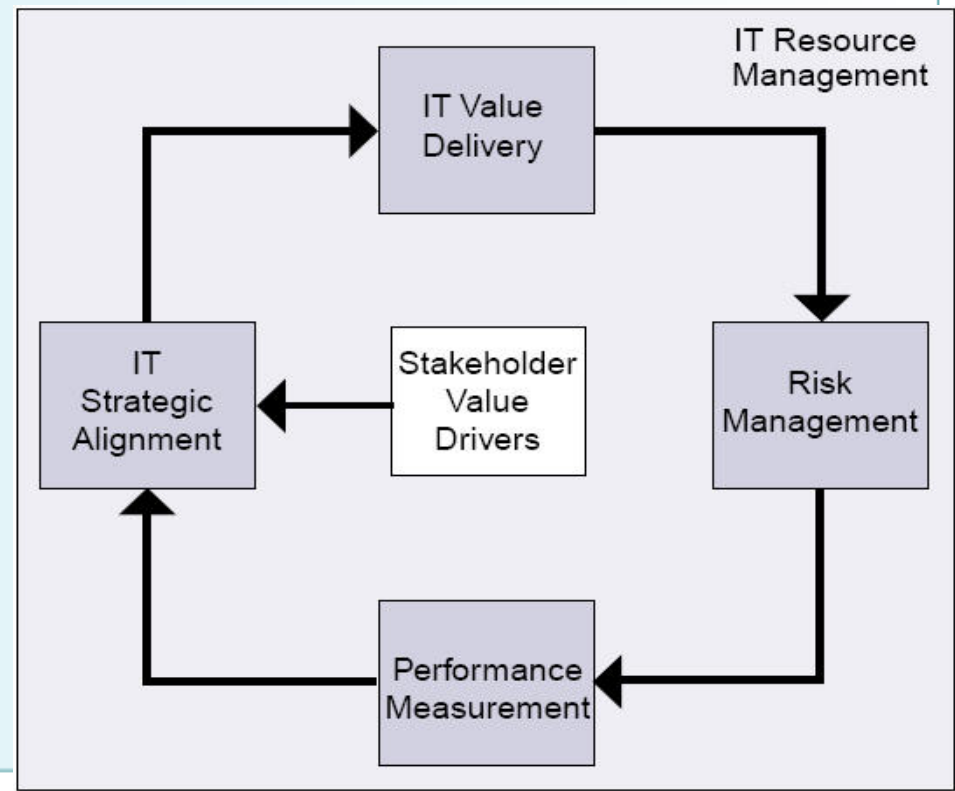 IT Resource
Management
IT Value
Delivery
IT
Strategic
Alignment
Stakeholder
Value
Drivers
Risk
Management
Performance
Measurement